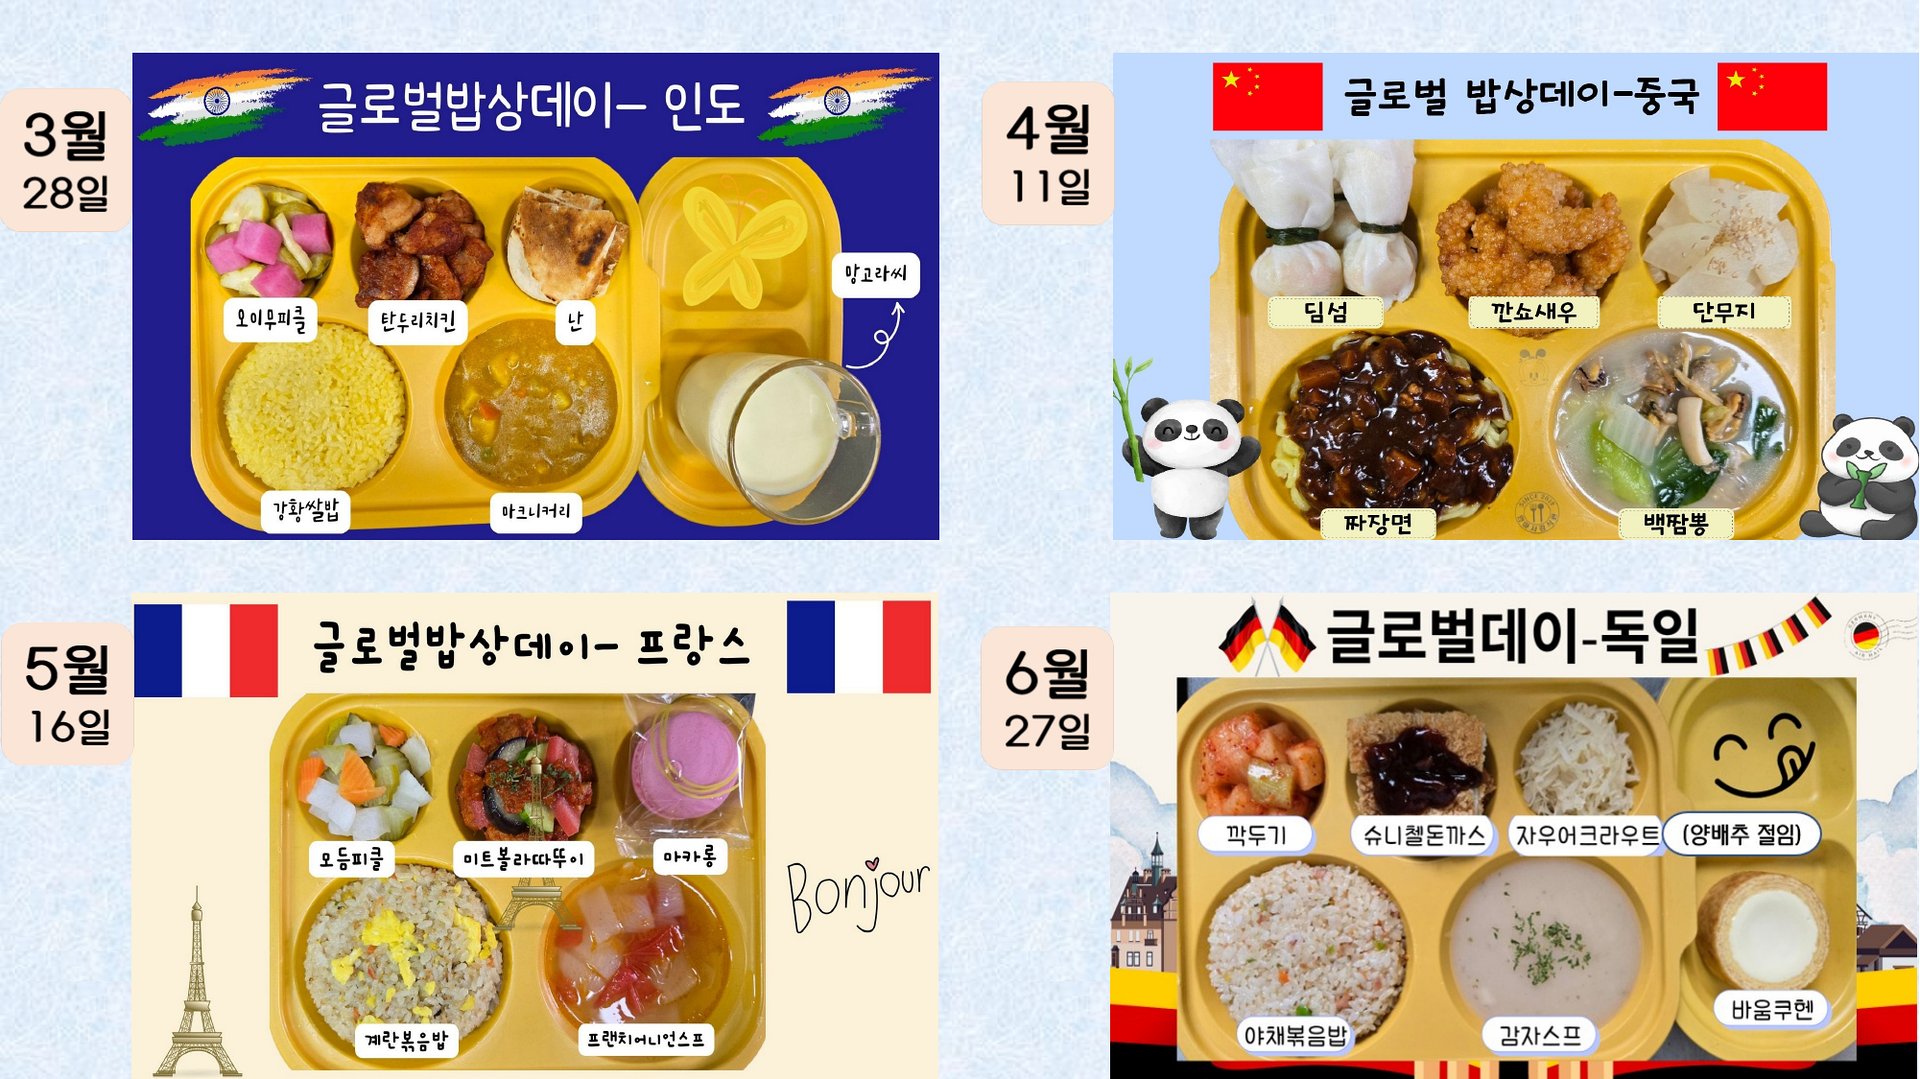 3월
28일
글로벌밥상데이- 인도
망고라씨
오이무피클
탄두리치킨
난
강황쌀밥
마크니커리
4월
11일
글로벌 밥상데이-중국
딤섬
깐쇼새우
단무지
짜장면
백짬뽕
5월
16일
글로벌밥상데이- 프랑스
모듬피클
미트볼라따뚜이
마카롱
Bonjour
계란볶음밥
프랜치어니언스프
6월
27일
글로벌데이-독일
깍두기
슈니첼돈까스
자우어크라우트
(양배추 절임)
바움쿠헨
야채볶음밥
감자스프